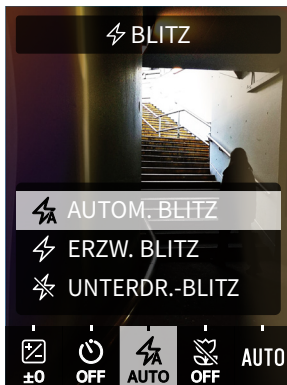 BLITZ
AUTOM. BLITZ
ERZW. BLITZ
UNTERDR.-BLITZ
±0 OFF AUTO OFF AUTO